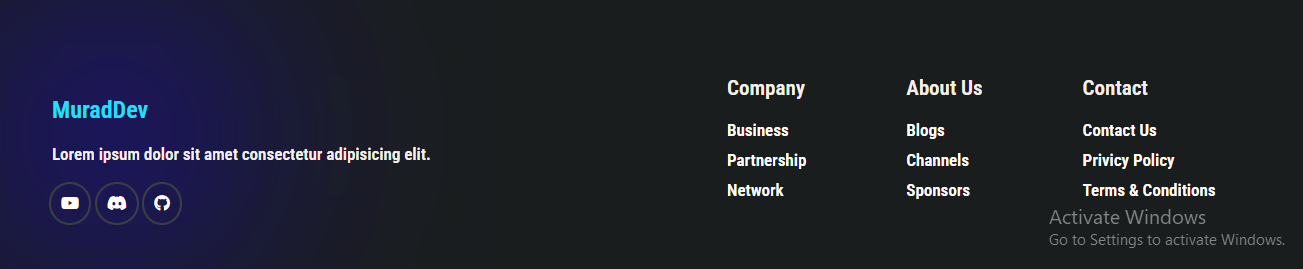 MuradDev
Lorem ipsum dolor sit amet consectetur adipisicing elit.
Company
Business
Partnership
Network
About Us
Blogs
Channels
Sponsors
Contact
Contact Us
Privicy Policy
Terms & Conditions
Activate Windows
Go to Settings to activate Windows.